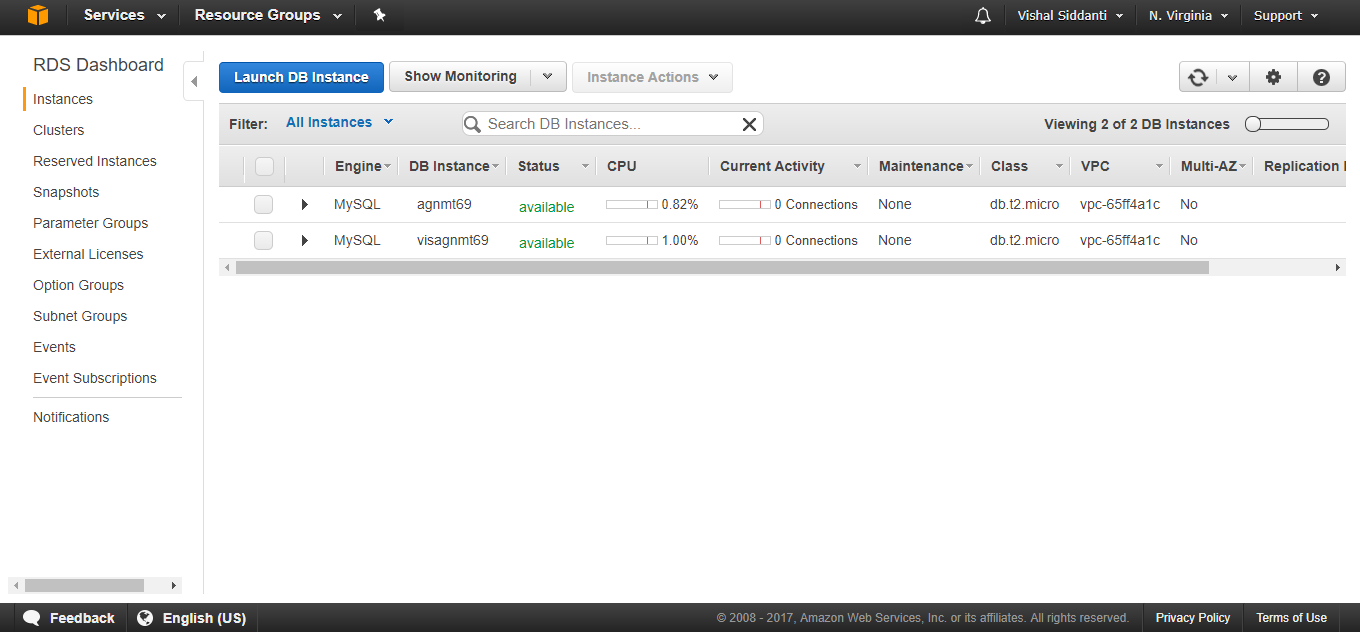 Services Resource Groups Vishal Siddanti N. Virginia Support
RDS Dashboard
Instances
Clusters
Reserved Instances
Snapshots
Parameter Groups
External Licenses
Option Groups
Subnet Groups
Events
Event Subscriptions
Notifications
Launch DB Instance Show Monitoring Instance Actions
Filter: All Instances Search DB Instances... Viewing 2 of 2 DB Instances
Engine DB Instance Status CPU Current Activity Maintenance Class VPC Multi-AZ Replication
MySQL agnmt69 available 0.82% 0 Connections None db.t2.micro vpc-65ff4a1c No
MySQL visagnmt69 available 1.00% 0 Connections None db.t2.micro vpc-65ff4a1c No
Feedback English (US) © 2008 - 2017, Amazon Web Services, Inc. or its affiliates. All rights reserved. Privacy Policy Terms of Use